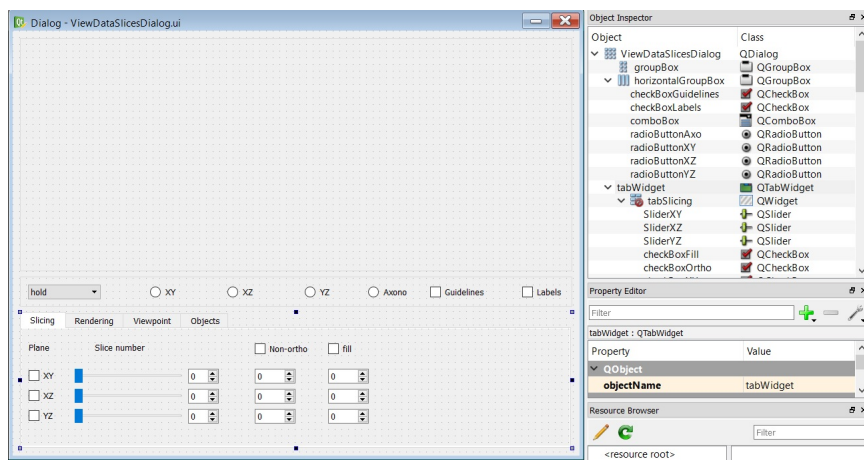 Dialog - ViewDataSlicesDialog.ui
hold
XY
XZ
YZ
Axono
Guidelines
Labels
Slicing
Rendering
Viewpoint
Objects
Plane
Slice number
Non-ortho
fill
XY
0
0
0
XZ
0
0
0
YZ
0
0
0
Object Inspector
Object Class
ViewDataSlicesDialog QDialog
groupBox QGroupBox
horizontalGroupBox QGroupBox
checkBoxGuidelines QCheckBox
checkBoxLabels QCheckBox
comboBox QComboBox
radioButtonAxo QRadioButton
radioButtonXY QRadioButton
radioButtonXZ QRadioButton
radioButtonYZ QRadioButton
tabWidget QTabWidget
tabSlicing QWidget
SliderXY QSlider
SliderXZ QSlider
SliderYZ QSlider
checkBoxFill QCheckBox
checkBoxOrtho QCheckBox
Property Editor
Filter
tabWidget : QTabWidget
Property Value
QObject
objectName tabWidget
Resource Browser
Filter
<resource root>